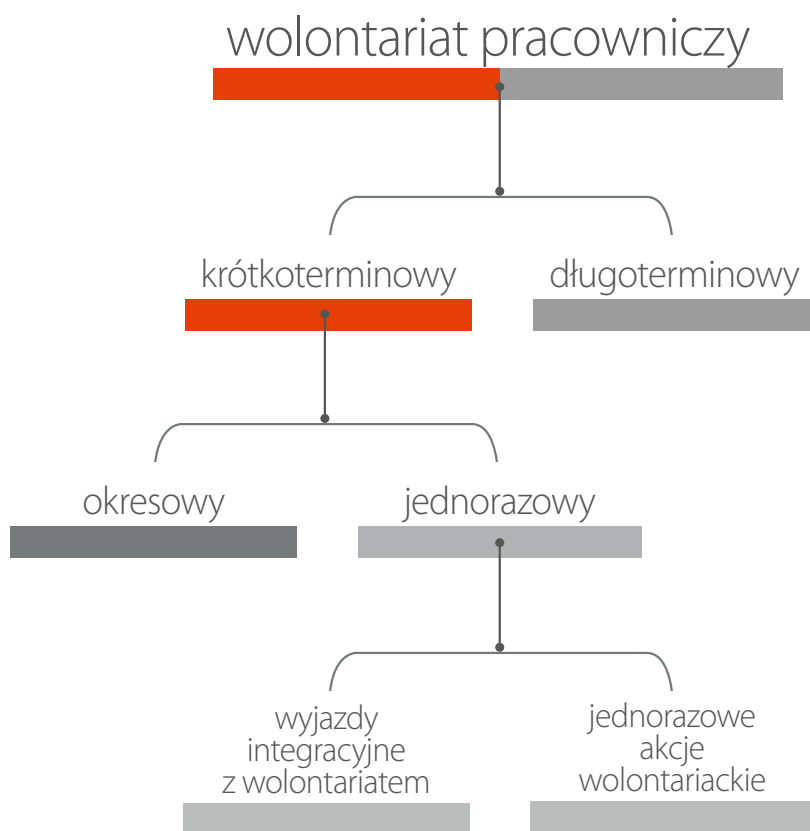 wolontariat pracowniczy
krótkoterminowy
długoterminowy
okresowy
jednorazowy
wyjazdy
integracyjne
z wolontariatem
jednorazowe
akcje
wolontariackie